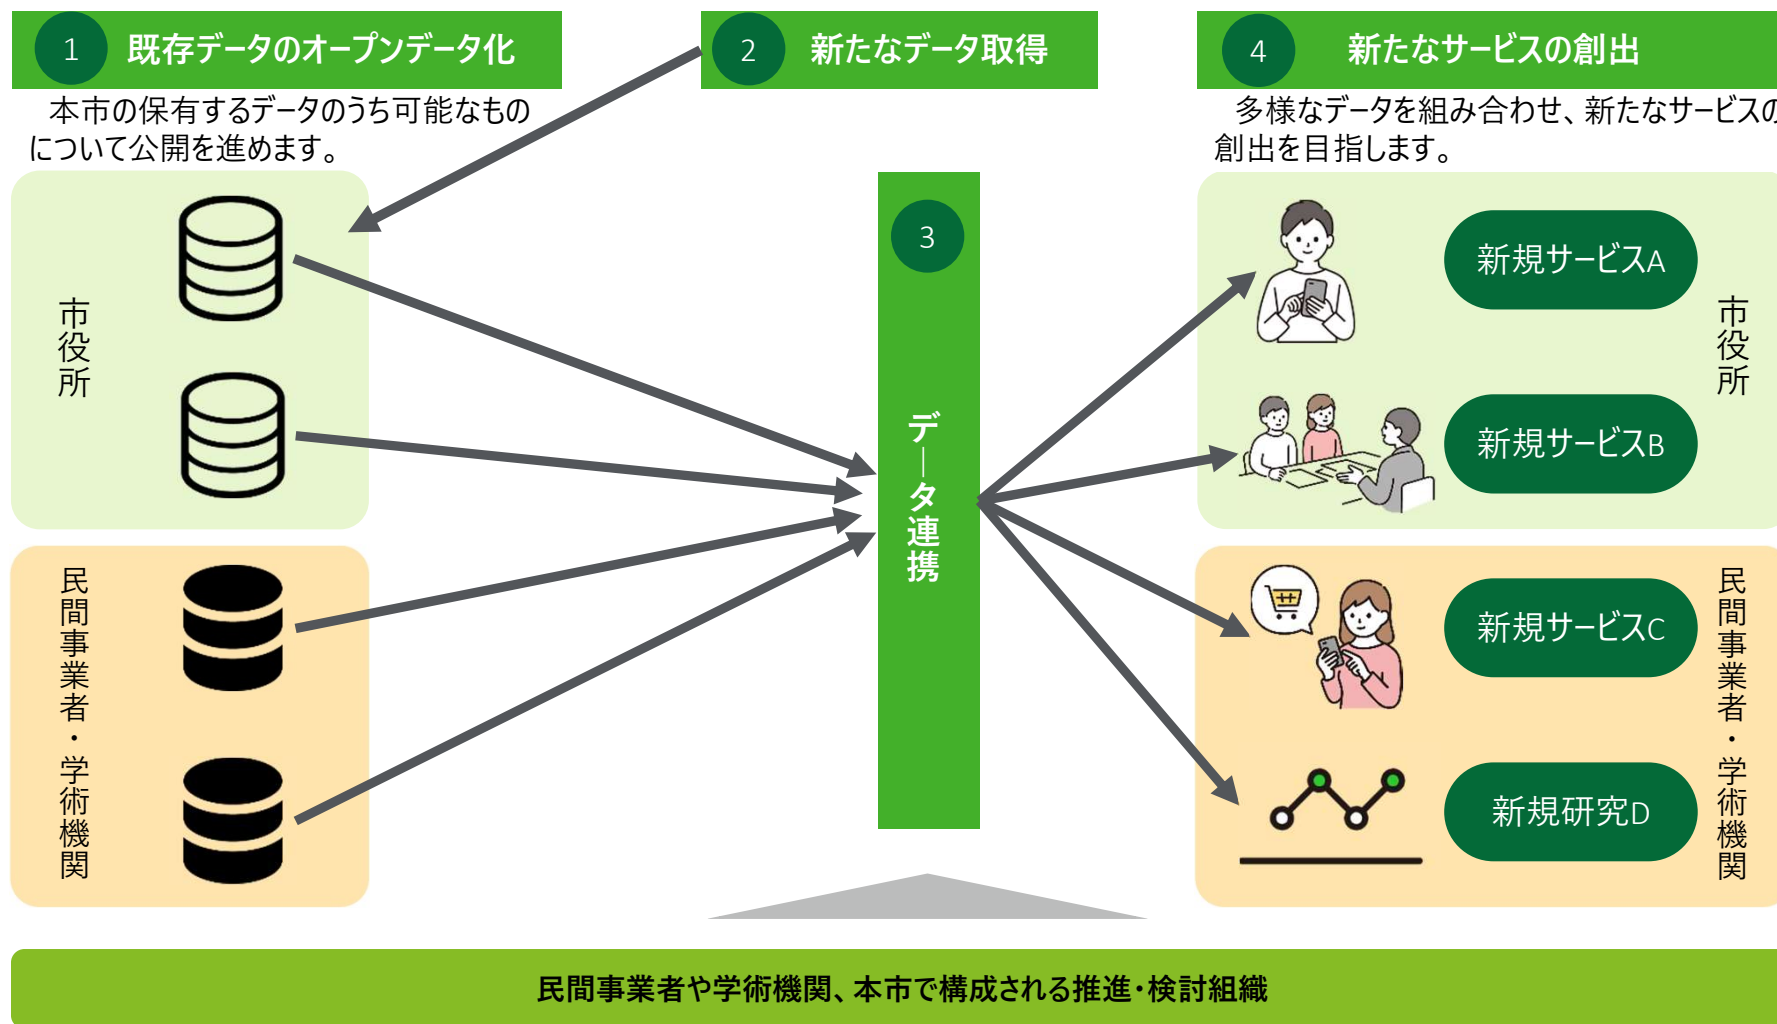 1 既存データのオープンデータ化
本市の保有するデータのうち可能なもの
について公開を進めます。
市役所
民間事業者・学術機関
2 新たなデータ取得
3
データ連携
4 新たなサービスの創出
多様なデータを組み合わせ、新たなサービスの
創出を目指します。
新規サービスA
新規サービスB
市役所
新規サービスC
新規研究D
民間事業者・学術機関
民間事業者や学術機関、本市で構成される推進・検討組織